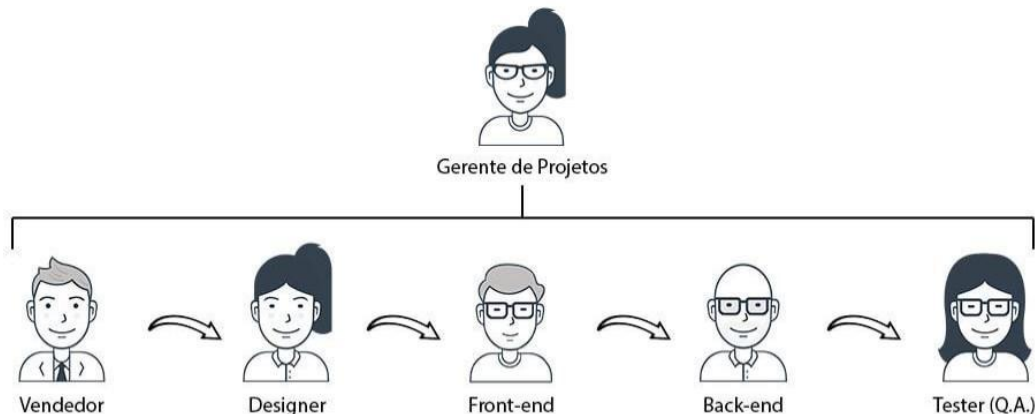 Gerente de Projetos
Vendedor
Designer
Front-end
Back-end
Tester (Q.A.)